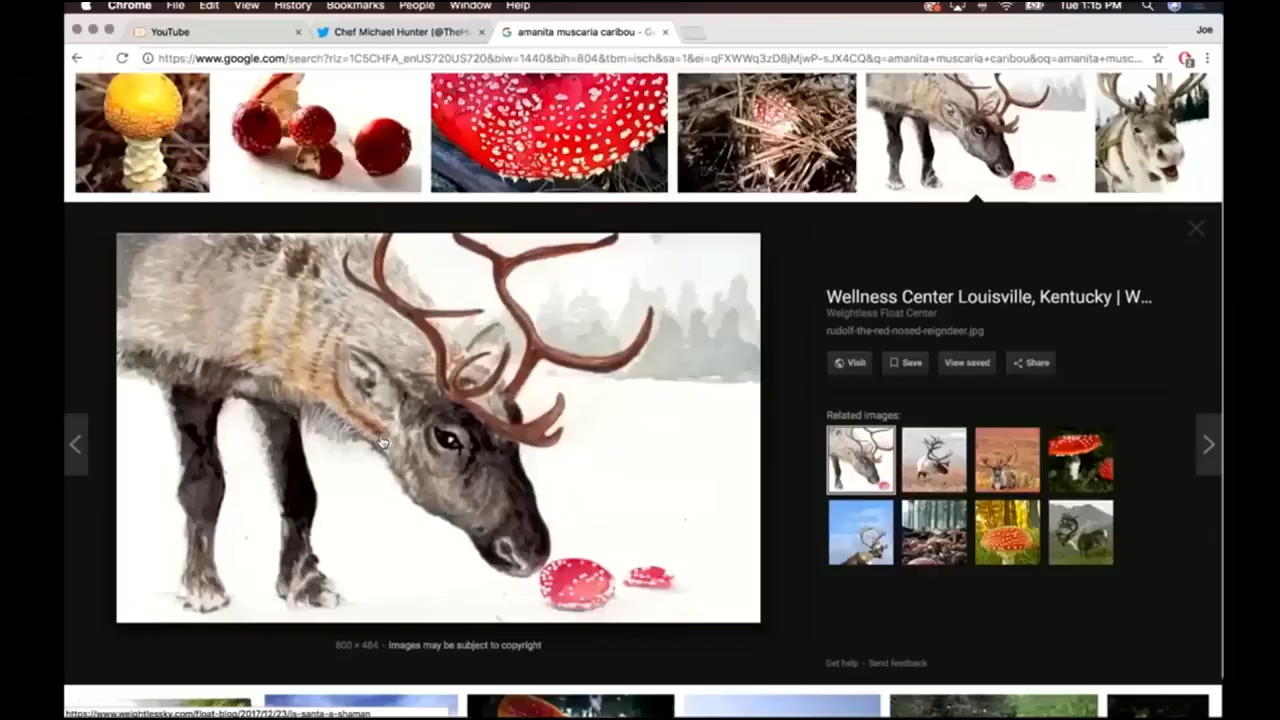 Chrome File Edit View History Bookmarks People Window Help Tue 1:15 PM
YouTube Chef Michael Hunter (@TheHu amanita muscaria caribou - Go Joe
https://www.google.com/search?rlz=1C5CHFA_enUS720US720&biw=1440&bih=804&tbm=isch&sa=1&ei=qFXWWq3zD8jMjwP-sJX4CQ&q=amanita+muscaria+caribou&oq=amanita+musc...
Wellness Center Louisville, Kentucky | W...
Weightless Float Center
rudolf-the-red-nosed-reigndeer.jpg
Visit Save View saved Share
Related images:
800 × 484 - Images may be subject to copyright
Get help - Send feedback
https://www.weightlessky.com/float-blog/2017/12/23/is-santa-a-shaman